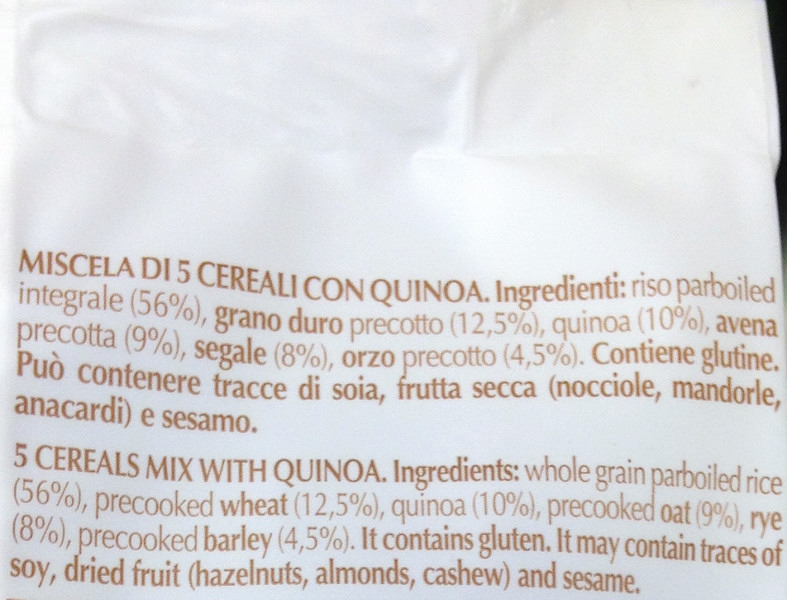 MISCELA DI 5 CEREALI CON QUINOA. Ingredienti: riso parboiled
integrale (56%), grano duro precotto (12,5%), quinoa (10%), avena
precotta (9%), segale (8%), orzo precotto (4,5%). Contiene glutine.
Può contenere tracce di soia, frutta secca (nocciole, mandorle,
anacardi) e sesamo.
5 CEREALS MIX WITH QUINOA. Ingredients: whole grain parboiled rice
(56%), precooked wheat (12,5%), quinoa (10%), precooked oat (9%), rye
(8%), precooked barley (4,5%). It contains gluten. It may contain traces of
soy, dried fruit (hazelnuts, almonds, cashew) and sesame.